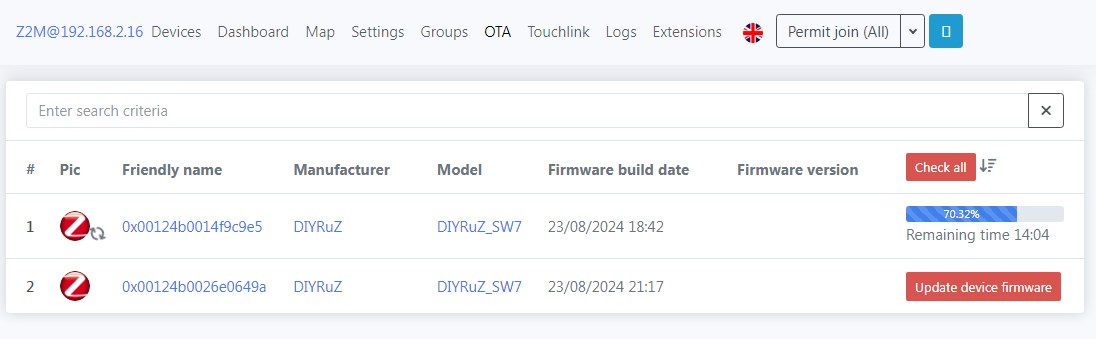 Z2M@192.168.2.16 Devices Dashboard Map Settings Groups OTA Touchlink Logs Extensions Permit join (All)
Enter search criteria
# Pic Friendly name Manufacturer Model Firmware build date Firmware version Check all
1 Z 0x00124b0014f9c9e5 DIYRuZ DIYRuZ_SW7 23/08/2024 18:42 70.32%
Remaining time 14:04
2 Z 0x00124b0026e0649a DIYRuZ DIYRuZ_SW7 23/08/2024 21:17 Update device firmware